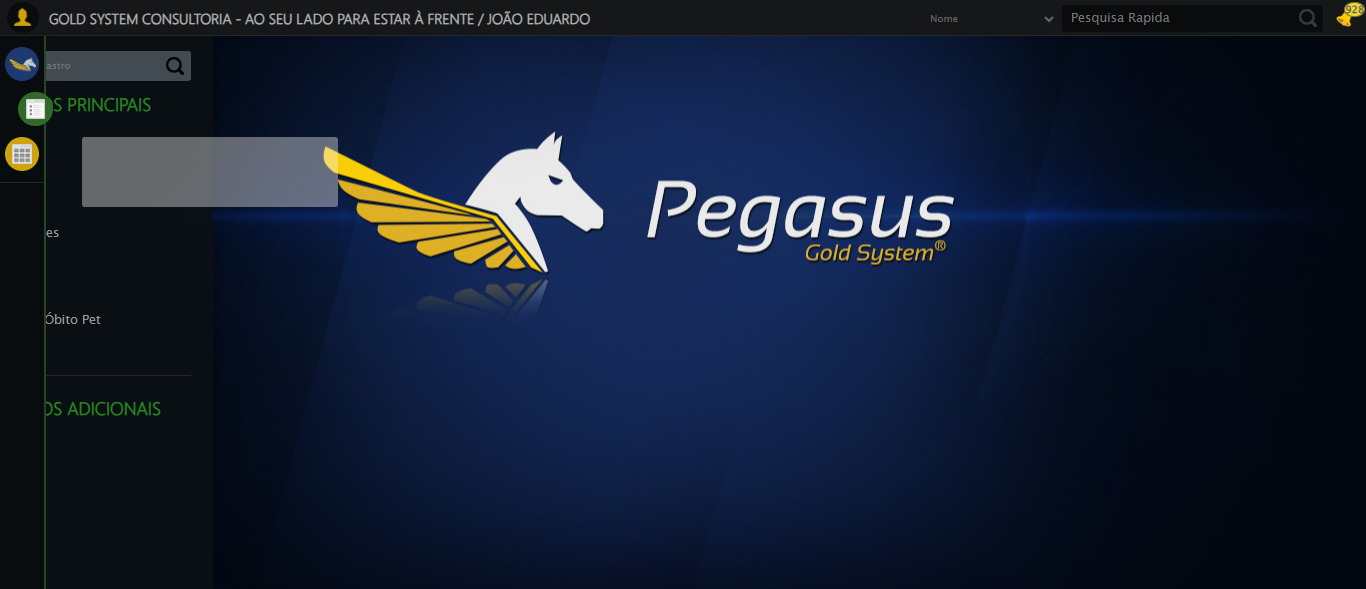 GOLD SYSTEM CONSULTORIA - AO SEU LADO PARA ESTAR À FRENTE / JOÃO EDUARDO
Nome
Pesquisa Rapida
928
astro
S PRINCIPAIS
es
Óbito Pet
OS ADICIONAIS
Pegasus
Gold System®